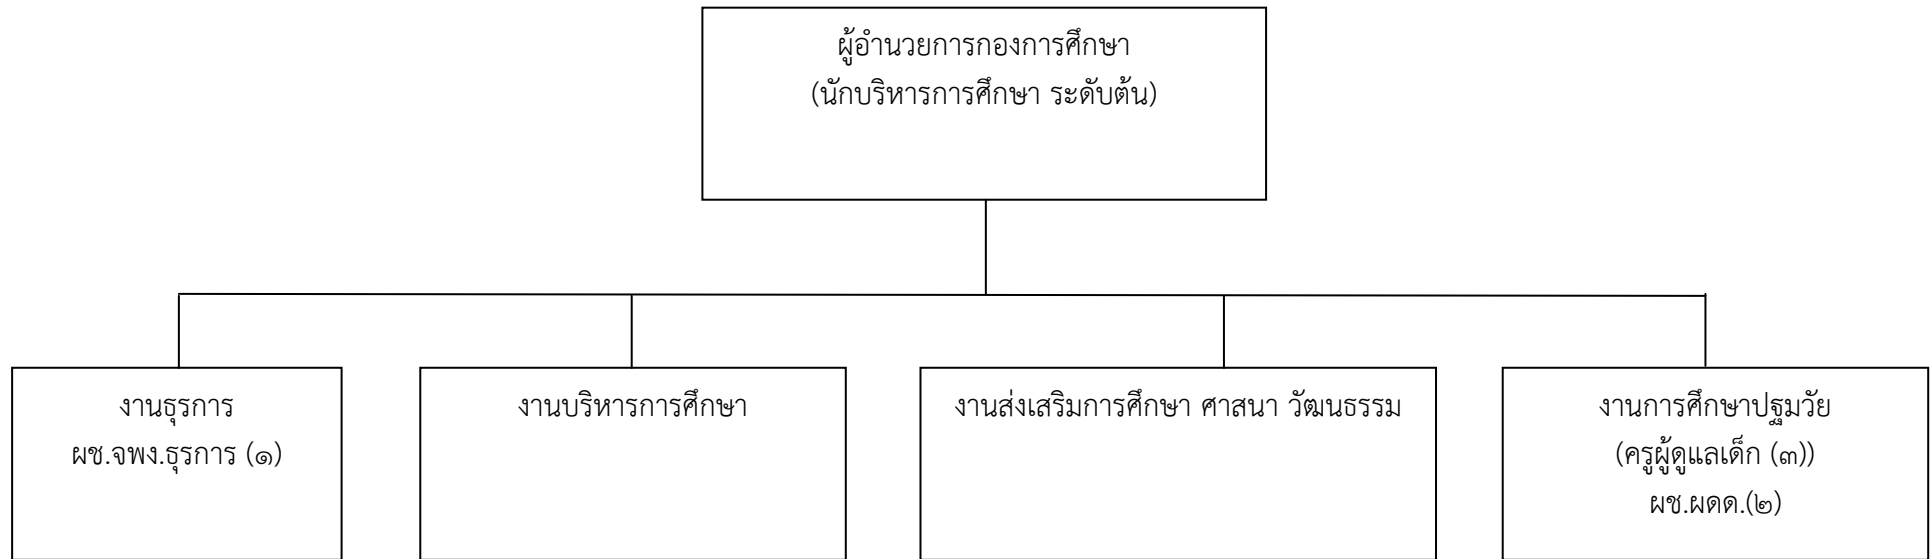 ผู้อำนวยการกองการศึกษา
(นักบริหารการศึกษา ระดับต้น)
งานธุรการ
ผช.จพง.ธุรการ (๑)
งานบริหารการศึกษา
งานส่งเสริมการศึกษา ศาสนา วัฒนธรรม
งานการศึกษาปฐมวัย
(ครูผู้ดูแลเด็ก (๓))
ผช.ผดด.(๒)